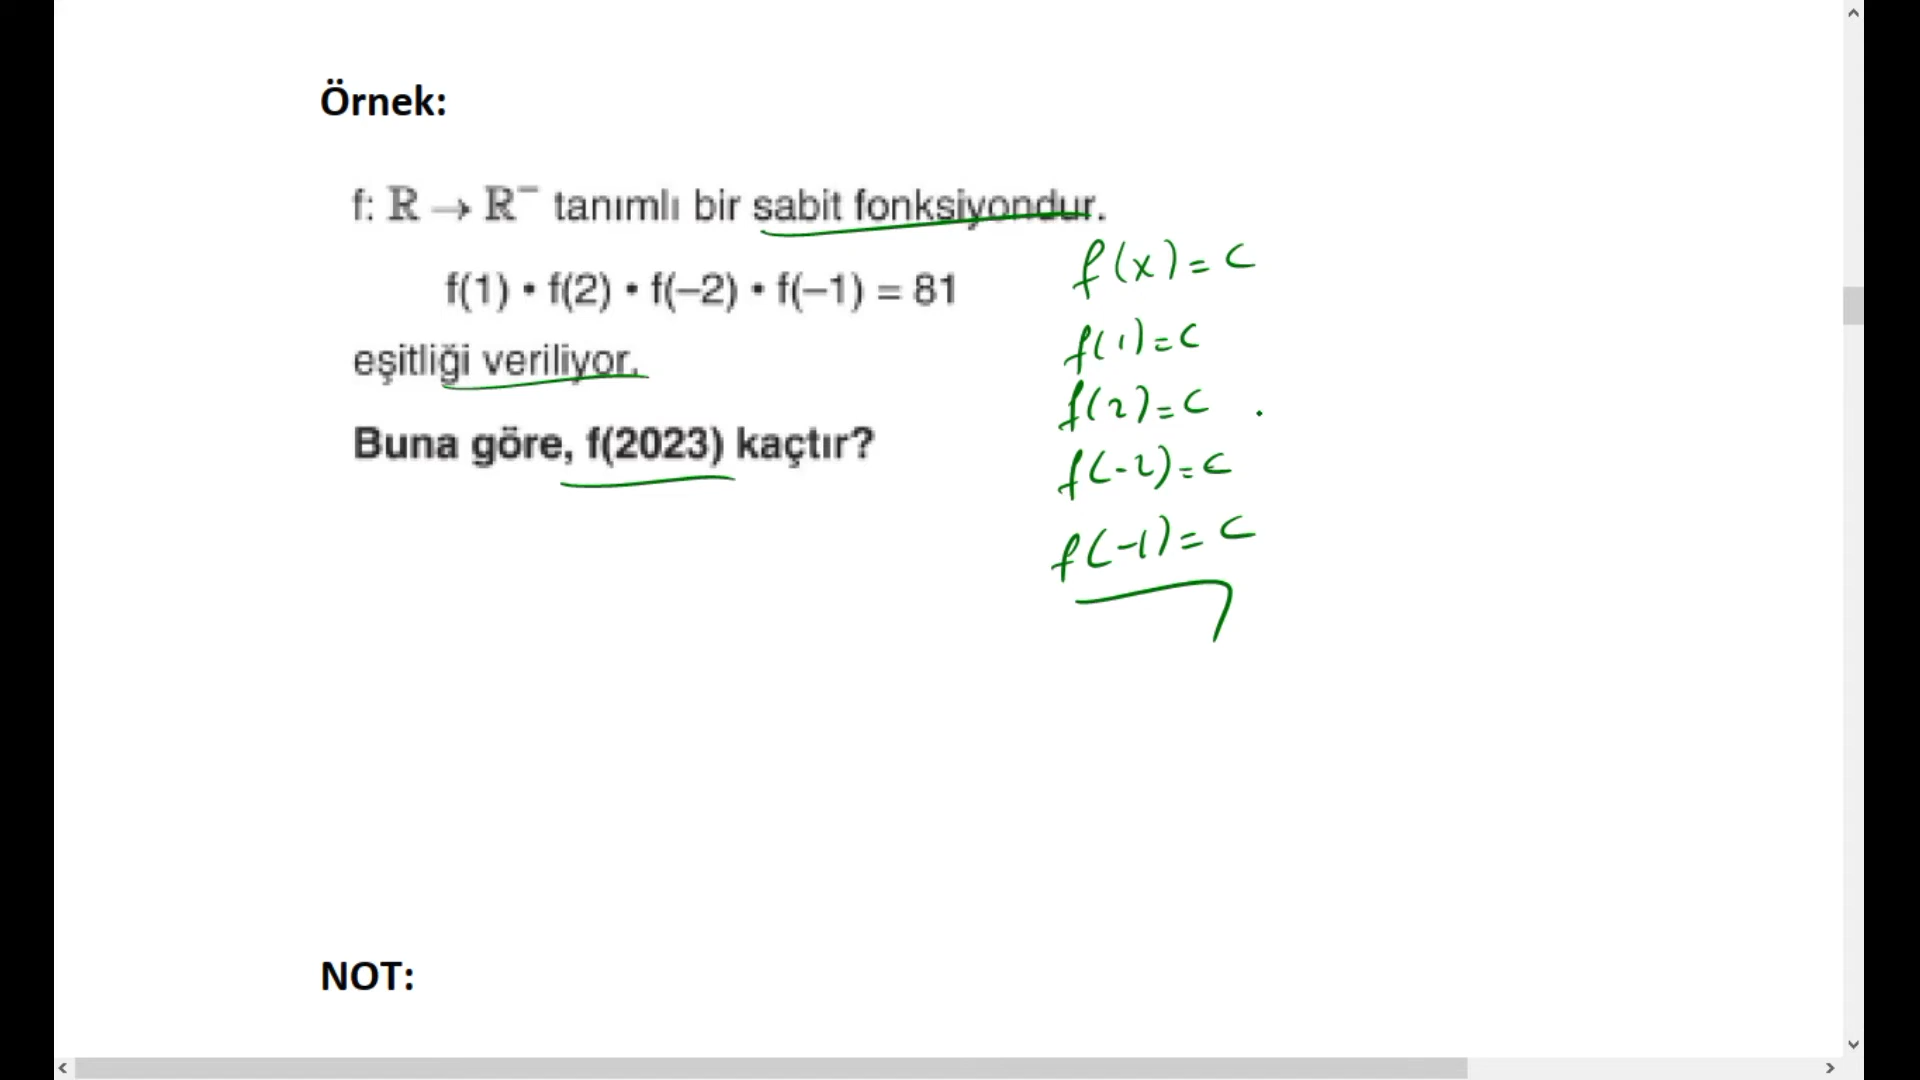 Örnek:
f: ℝ → ℝ⁻ tanımlı bir sabit fonksiyondur.
f(1) • f(2) • f(–2) • f(–1) = 81
eşitliği veriliyor.
Buna göre, f(2023) kaçtır?
f(x) = c
f(1) = c
f(2) = c .
f(-2) = c
f(-1) = c
NOT: